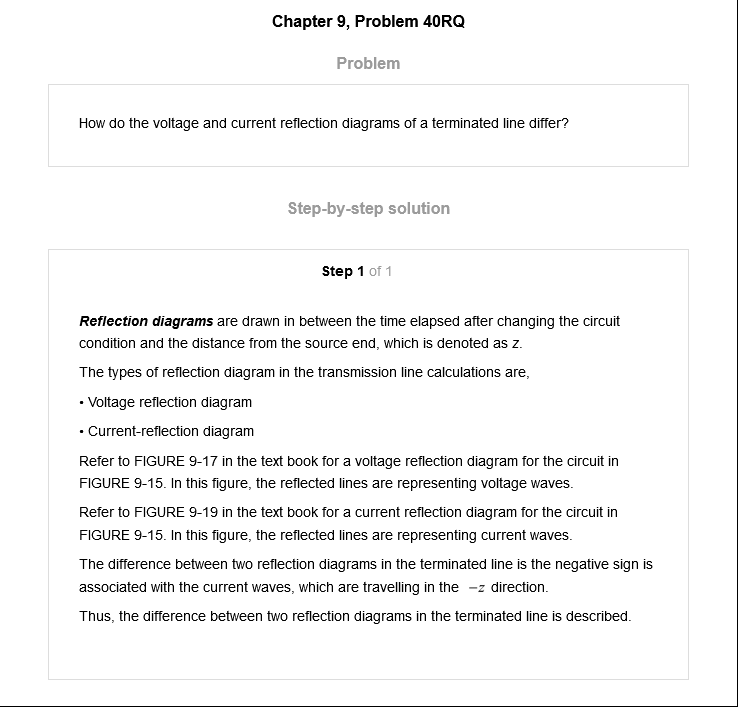 Chapter 9, Problem 40RQ
Problem
How do the voltage and current reflection diagrams of a terminated line differ?
Step-by-step solution
Step 1 of 1
Reflection diagrams are drawn in between the time elapsed after changing the circuit
condition and the distance from the source end, which is denoted as z.
The types of reflection diagram in the transmission line calculations are,
• Voltage reflection diagram
• Current-reflection diagram
Refer to FIGURE 9-17 in the text book for a voltage reflection diagram for the circuit in
FIGURE 9-15. In this figure, the reflected lines are representing voltage waves.
Refer to FIGURE 9-19 in the text book for a current reflection diagram for the circuit in
FIGURE 9-15. In this figure, the reflected lines are representing current waves.
The difference between two reflection diagrams in the terminated line is the negative sign is
associated with the current waves, which are travelling in the −z direction.
Thus, the difference between two reflection diagrams in the terminated line is described.